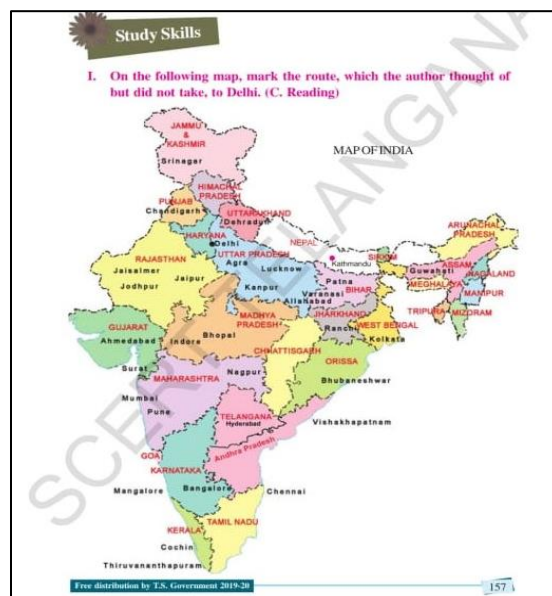 Study Skills
I. On the following map, mark the route, which the author thought of
but did not take, to Delhi. (C. Reading)
MAP OF INDIA
JAMMU
&
KASHMIR
Srinagar
HIMACHAL
PRADESH
PUNJAB
Chandigarh
UTTARAKHAND
Dehradun
HARYANA
Delhi
NEPAL
Kathmandu
SIKKIM
ARUNACHAL
PRADESH
RAJASTHAN
UTTAR PRADESH
Agra
Lucknow
Jaisalmer
Jaipur
Jodhpur
Kanpur
Patna
Varanasi
BIHAR
Allahabad
Guwaheti
ASSAM
NAGALAND
MEGHALAYA
MANIPUR
TRIPURA
MIZORAM
GUJARAT
Ahmedabad
MADHYA
PRADESH
Bhopal
Indore
JHARKHAND
Ranchi
WEST BENGAL
Kolkata
CHHATTISGARH
ORISSA
Bhubaneshwar
Surat
MAHARASHTRA
Nagpur
Mumbai
Pune
TELANGANA
Hyderabad
Vishakhapatnam
Andhra Pradesh
GOA
KARNATAKA
Mangalore
Bangalore
Chennai
KERALA
TAMIL NADU
Cochin
Thiruvananthapuram
SCERT TELANGANA
Free distribution by T.S. Government 2019-20
157